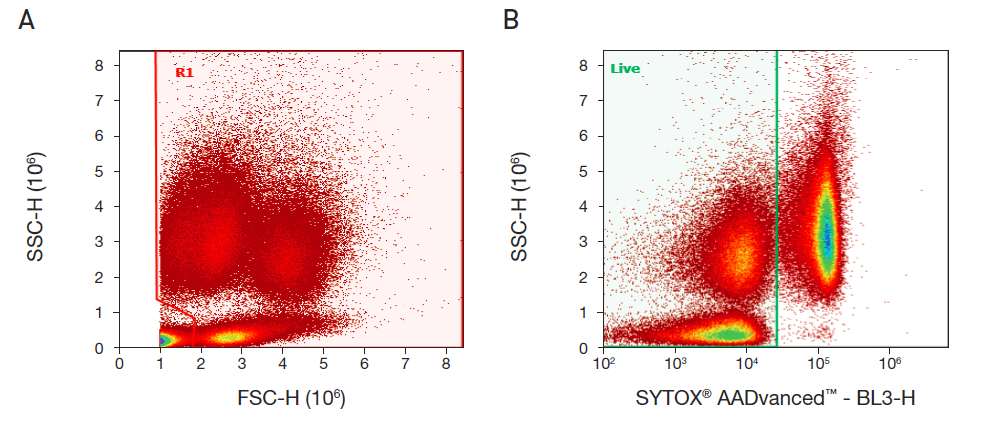 A
R1
8
7
6
5
4
3
2
1
0
SSC-H (10⁶)
0 1 2 3 4 5 6 7 8
FSC-H (10⁶)
B
Live
8
7
6
5
4
3
2
1
0
SSC-H (10⁶)
10² 10³ 10⁴ 10⁵ 10⁶
SYTOX® AADvanced™ - BL3-H